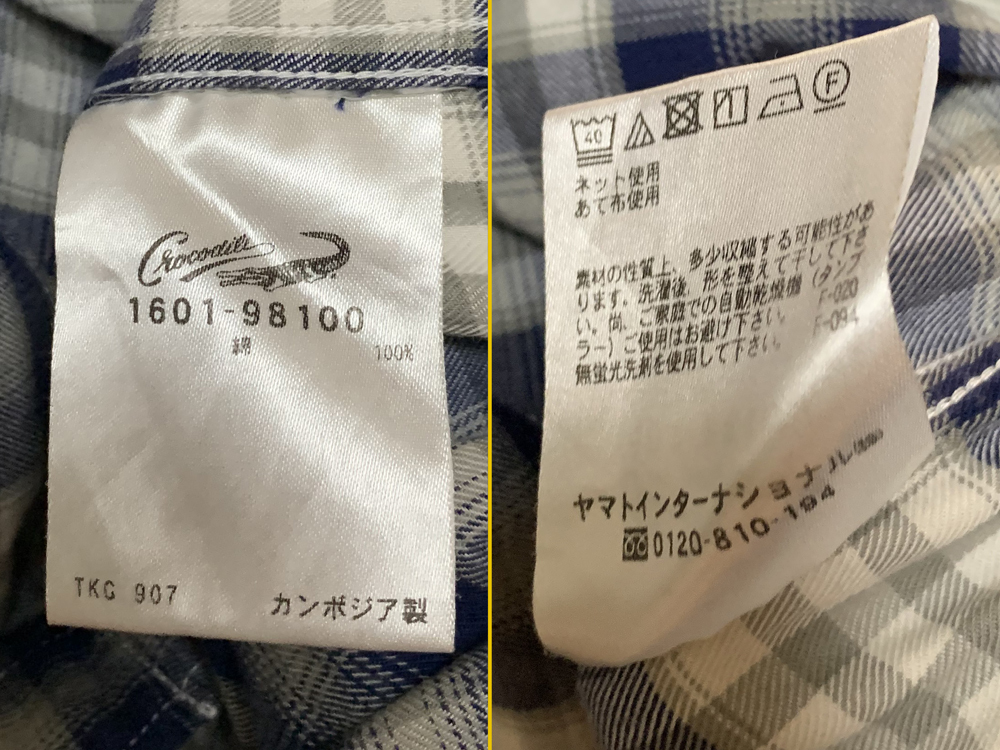 Crocodile
1601-98100
綿 100%
TKC 907
カンボジア製
40
F
ネット使用
あて布使用
素材の性質上、多少収縮する可能性があ
ります。洗濯後、形を整えて干して下さ
い。尚、ご家庭での自動乾燥機(タンブ
ラー)ご使用はお避け下さい。
無蛍光洗剤を使用して下さい。
F-020
F-094
ヤマトインターナショナル㈱
0120-810-194